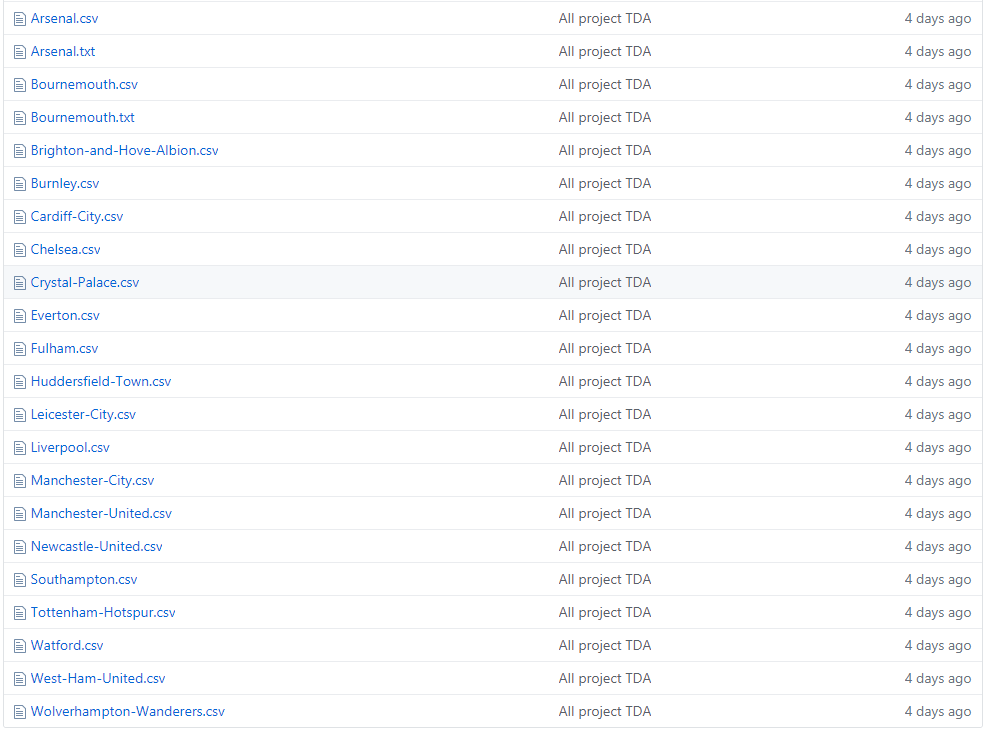 Arsenal.csv All project TDA 4 days ago
Arsenal.txt All project TDA 4 days ago
Bournemouth.csv All project TDA 4 days ago
Bournemouth.txt All project TDA 4 days ago
Brighton-and-Hove-Albion.csv All project TDA 4 days ago
Burnley.csv All project TDA 4 days ago
Cardiff-City.csv All project TDA 4 days ago
Chelsea.csv All project TDA 4 days ago
Crystal-Palace.csv All project TDA 4 days ago
Everton.csv All project TDA 4 days ago
Fulham.csv All project TDA 4 days ago
Huddersfield-Town.csv All project TDA 4 days ago
Leicester-City.csv All project TDA 4 days ago
Liverpool.csv All project TDA 4 days ago
Manchester-City.csv All project TDA 4 days ago
Manchester-United.csv All project TDA 4 days ago
Newcastle-United.csv All project TDA 4 days ago
Southampton.csv All project TDA 4 days ago
Tottenham-Hotspur.csv All project TDA 4 days ago
Watford.csv All project TDA 4 days ago
West-Ham-United.csv All project TDA 4 days ago
Wolverhampton-Wanderers.csv All project TDA 4 days ago